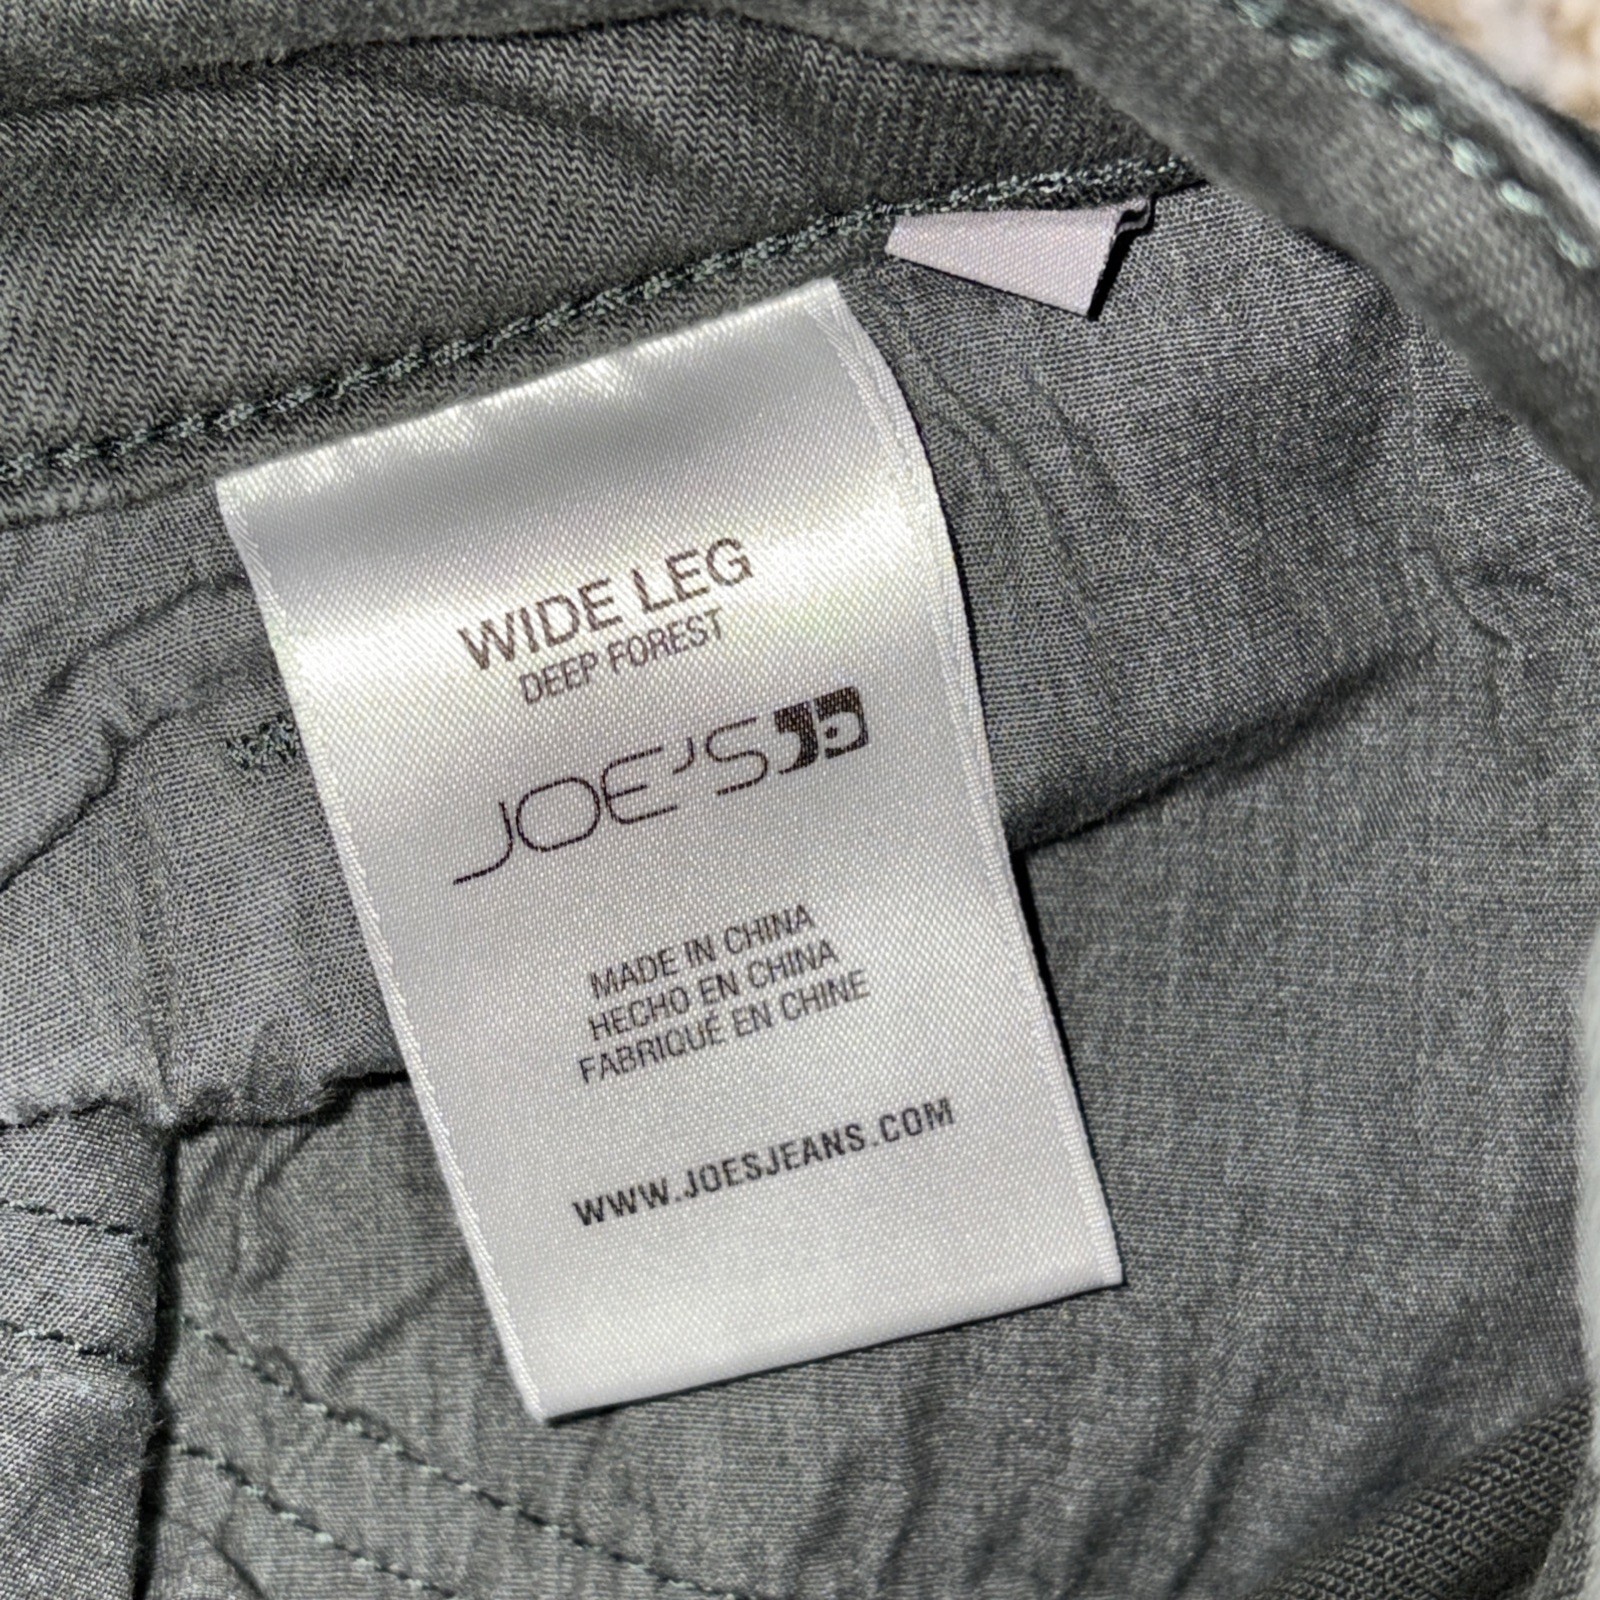 WIDE LEG
DEEP FOREST
JOE'S
MADE IN CHINA
HECHO EN CHINA
FABRIQUÉ EN CHINE
WWW.JOESJEANS.COM